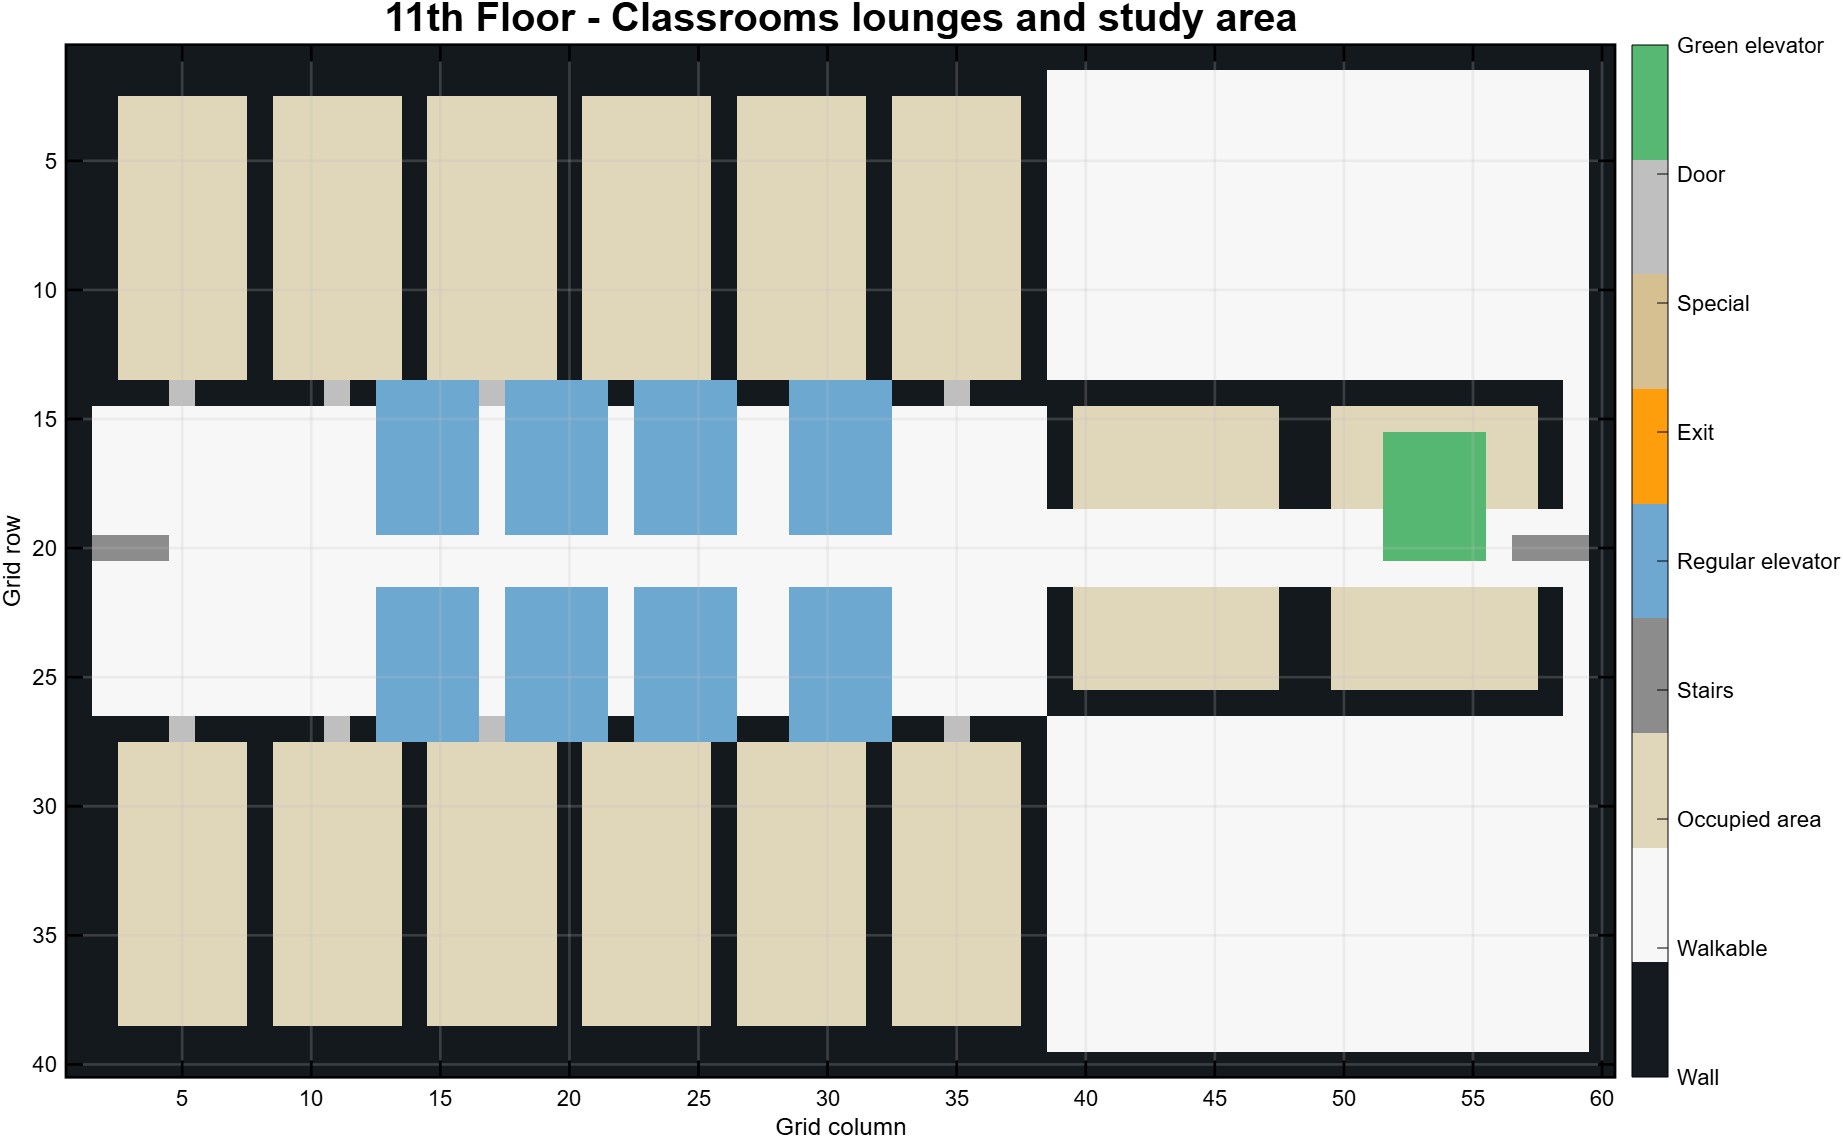 11th Floor - Classrooms lounges and study area
Grid row
5
10
15
20
25
30
35
40
5 10 15 20 25 30 35 40 45 50 55 60
Grid column
Green elevator
Door
Special
Exit
Regular elevator
Stairs
Occupied area
Walkable
Wall